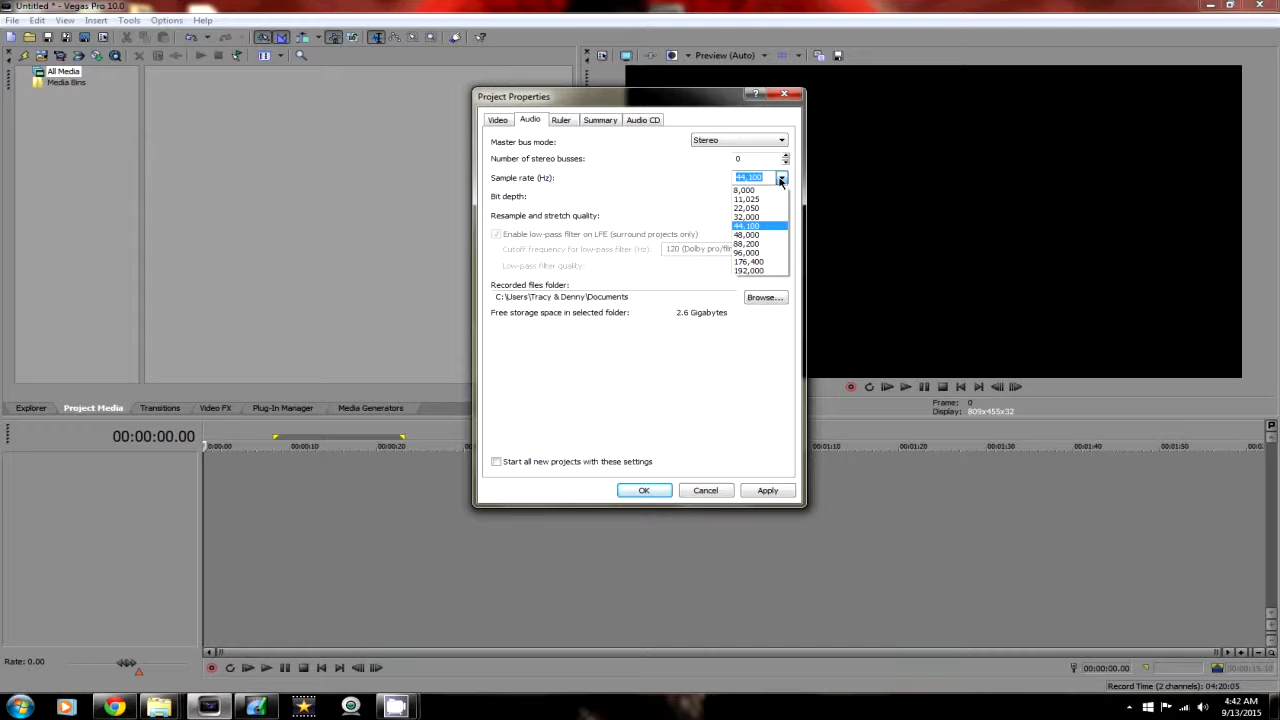 Untitled * - Vegas Pro 10.0
File Edit View Insert Tools Options Help
Preview (Auto)
All Media
Media Bins
Project Properties
Video Audio Ruler Summary Audio CD
Master bus mode: Stereo
Number of stereo busses: 0
Sample rate (Hz): 44,100
8,000
11,025
22,050
32,000
44,100
48,000
88,200
96,000
176,400
192,000
Bit depth:
Resample and stretch quality:
Enable low-pass filter on LFE (surround projects only)
Cutoff frequency for low-pass filter (Hz): 120 (Dolby pro/fil
Low-pass filter quality:
Recorded files folder:
C:\Users\Tracy & Denny\Documents
Browse...
Free storage space in selected folder: 2.6 Gigabytes
Start all new projects with these settings
OK Cancel Apply
Explorer Project Media Transitions Video FX Plug-In Manager Media Generators
Frame: 0
Display: 809x455x32
00:00:00.00
0:00:00 00:00:10 00:00:20 00:01:10 00:01:20 00:01:30 00:01:40 00:01:50
Rate: 0.00
00:00:00.00
00:00:15.10
Record Time (2 channels): 04:20:05
4:42 AM
9/13/2015